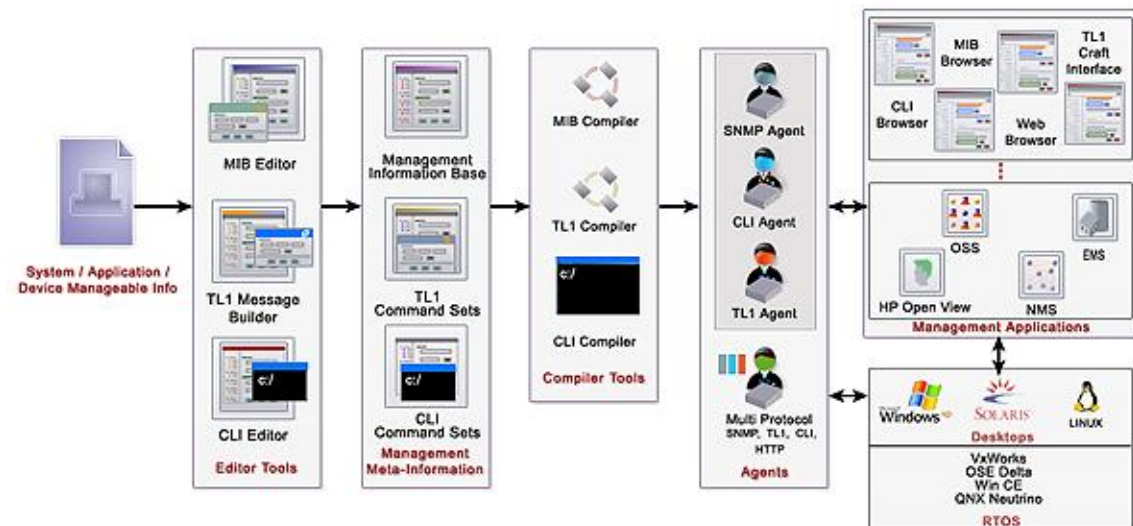 System / Application /
Device Manageable Info
MIB Editor
TL1 Message
Builder
c:/
CLI Editor
Editor Tools
Management
Information Base
TL1
Command Sets
c:/
CLI
Command Sets
Management
Meta-Information
MIB Compiler
TL1 Compiler
c:/
CLI Compiler
Compiler Tools
SNMP Agent
CLI Agent
TL1 Agent
Multi Protocol
SNMP, TL1, CLI,
HTTP
Agents
MIB
Browser
TL1
Craft
Interface
CLI
Browser
Web
Browser
OSS
EMS
HP Open View
NMS
Management Applications
Windows
SOLARIS
LINUX
Desktops
VxWorks
OSE Delta
Win CE
QNX Neutrino
RTOS